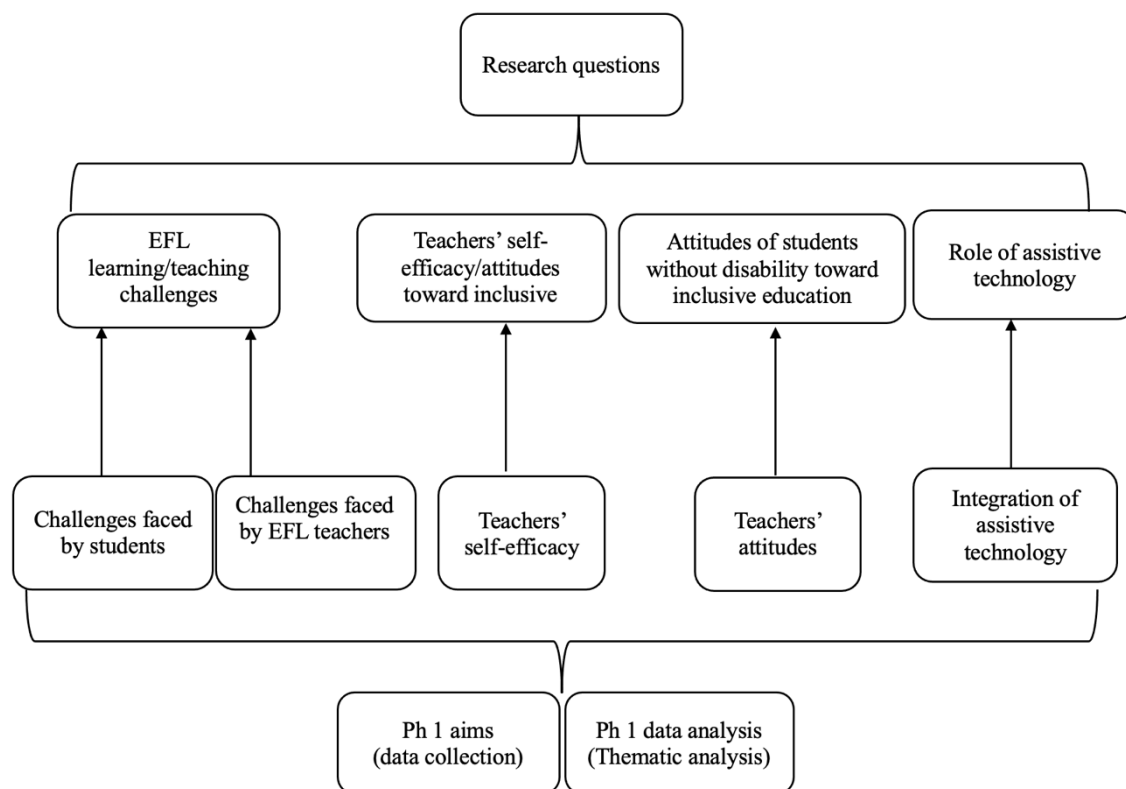 Research questions
EFL
learning/teaching
challenges
Teachers’ self-
efficacy/attitudes
toward inclusive
Attitudes of students
without disability toward
inclusive education
Role of assistive
technology
Challenges faced
by students
Challenges faced
by EFL teachers
Teachers’
self-efficacy
Teachers’
attitudes
Integration of
assistive
technology
Ph 1 aims
(data collection)
Ph 1 data analysis
(Thematic analysis)